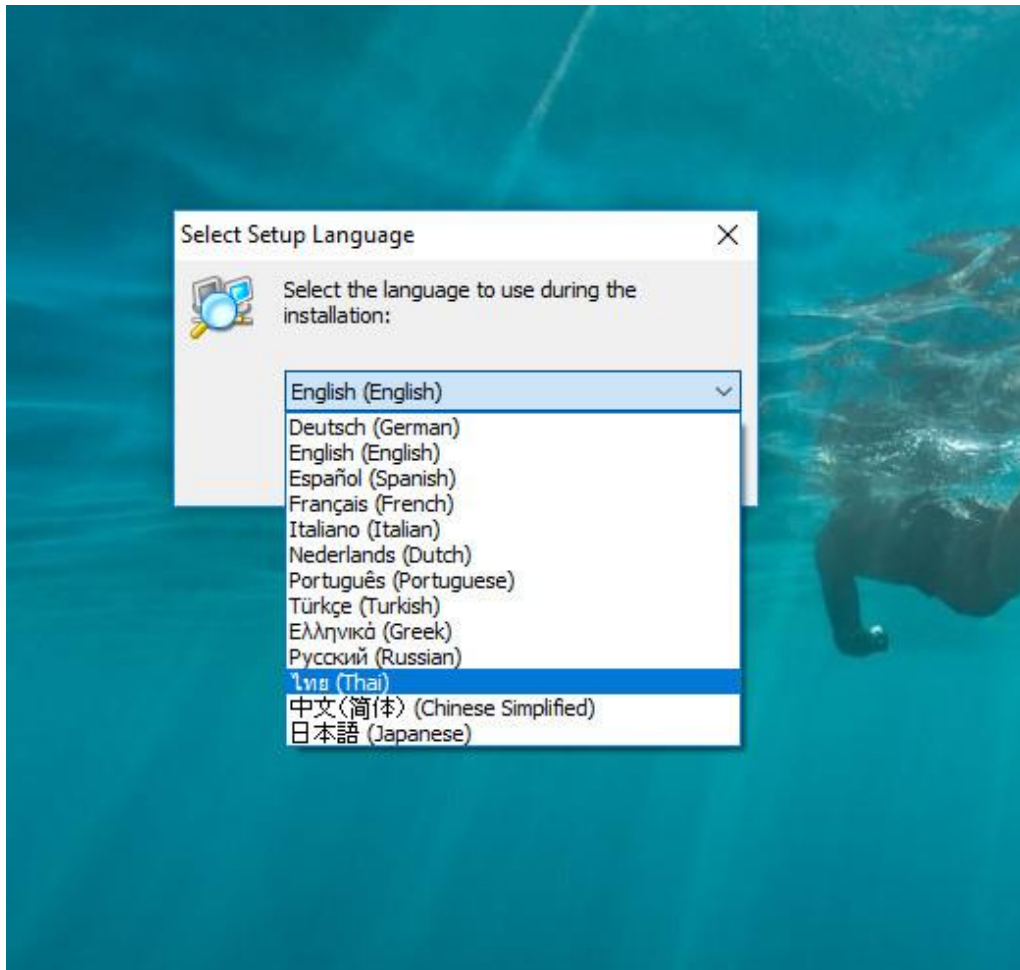 Select Setup Language
Select the language to use during the
installation:
English (English)
Deutsch (German)
English (English)
Español (Spanish)
Français (French)
Italiano (Italian)
Nederlands (Dutch)
Português (Portuguese)
Türkçe (Turkish)
Ελληνικά (Greek)
Русский (Russian)
ไทย (Thai)
中文(简体) (Chinese Simplified)
日本語 (Japanese)